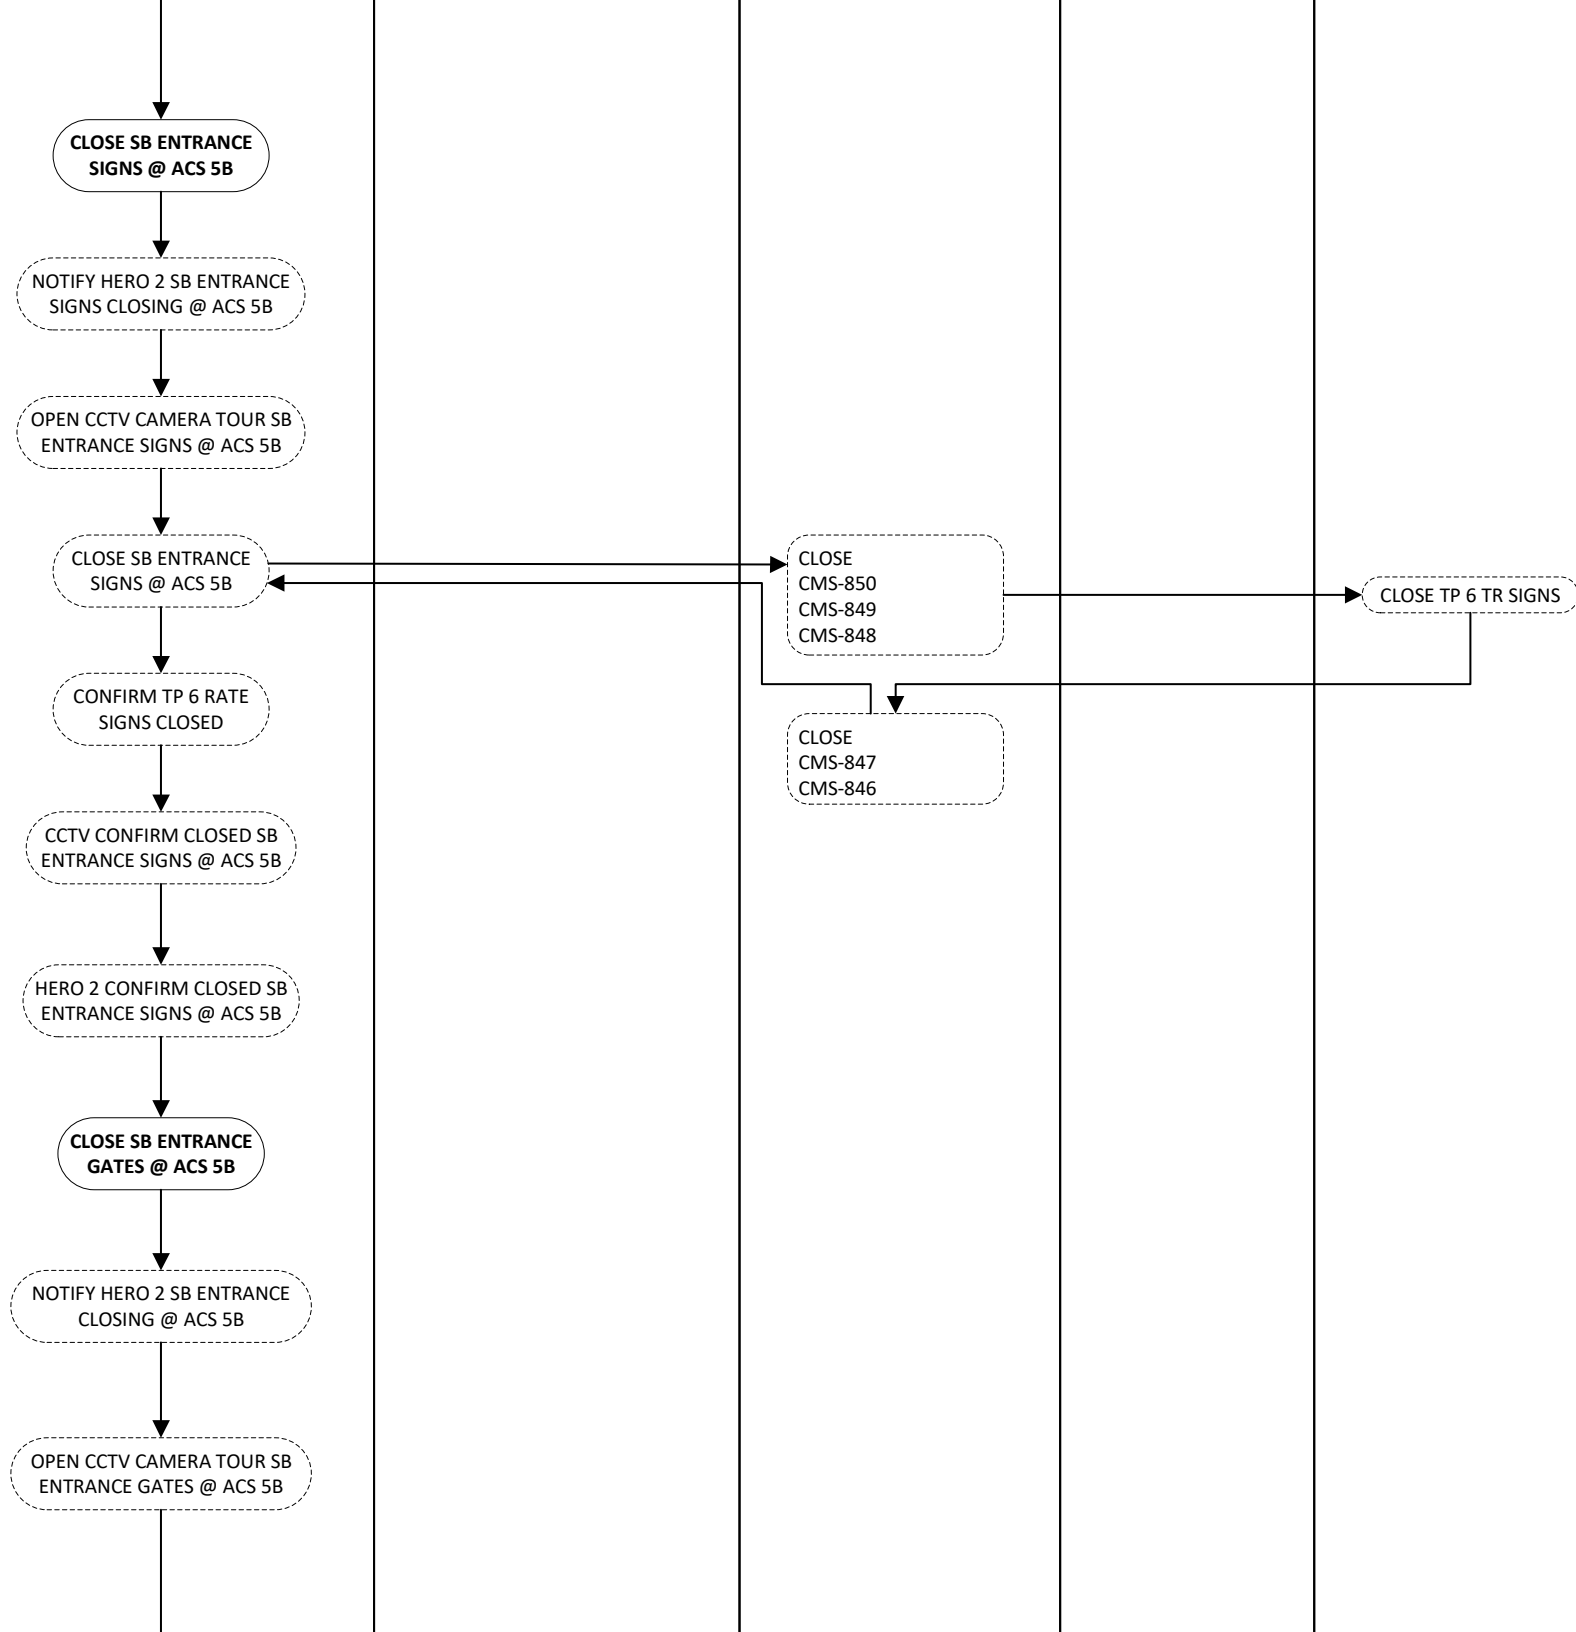 CLOSE SB ENTRANCE
SIGNS @ ACS 5B
NOTIFY HERO 2 SB ENTRANCE
SIGNS CLOSING @ ACS 5B
OPEN CCTV CAMERA TOUR SB
ENTRANCE SIGNS @ ACS 5B
CLOSE SB ENTRANCE
SIGNS @ ACS 5B
CLOSE
CMS-850
CMS-849
CMS-848
CLOSE TP 6 TR SIGNS
CONFIRM TP 6 RATE
SIGNS CLOSED
CLOSE
CMS-847
CMS-846
CCTV CONFIRM CLOSED SB
ENTRANCE SIGNS @ ACS 5B
HERO 2 CONFIRM CLOSED SB
ENTRANCE SIGNS @ ACS 5B
CLOSE SB ENTRANCE
GATES @ ACS 5B
NOTIFY HERO 2 SB ENTRANCE
CLOSING @ ACS 5B
OPEN CCTV CAMERA TOUR SB
ENTRANCE GATES @ ACS 5B